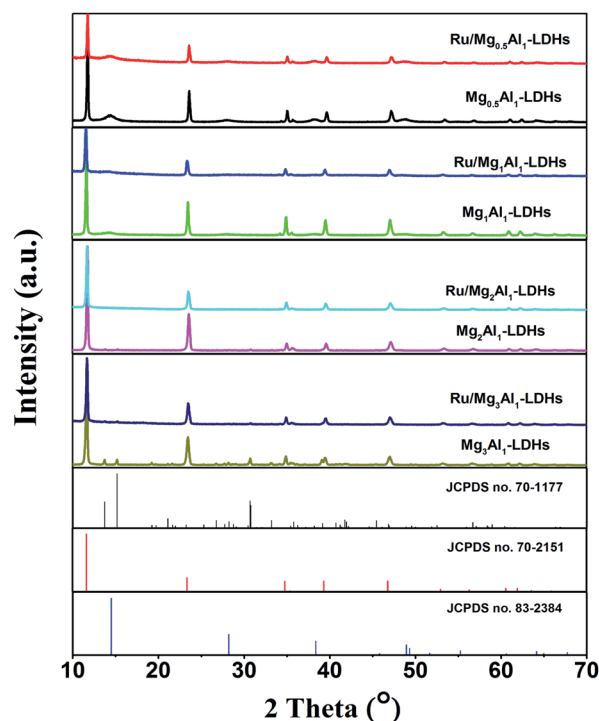 Ru/Mg₀.₅Al₁-LDHs
Mg₀.₅Al₁-LDHs
Ru/Mg₁Al₁-LDHs
Mg₁Al₁-LDHs
Ru/Mg₂Al₁-LDHs
Mg₂Al₁-LDHs
Ru/Mg₃Al₁-LDHs
Mg₃Al₁-LDHs
JCPDS no. 70-1177
JCPDS no. 70-2151
JCPDS no. 83-2384
Intensity (a.u.)
10 20 30 40 50 60 70
2 Theta (°)